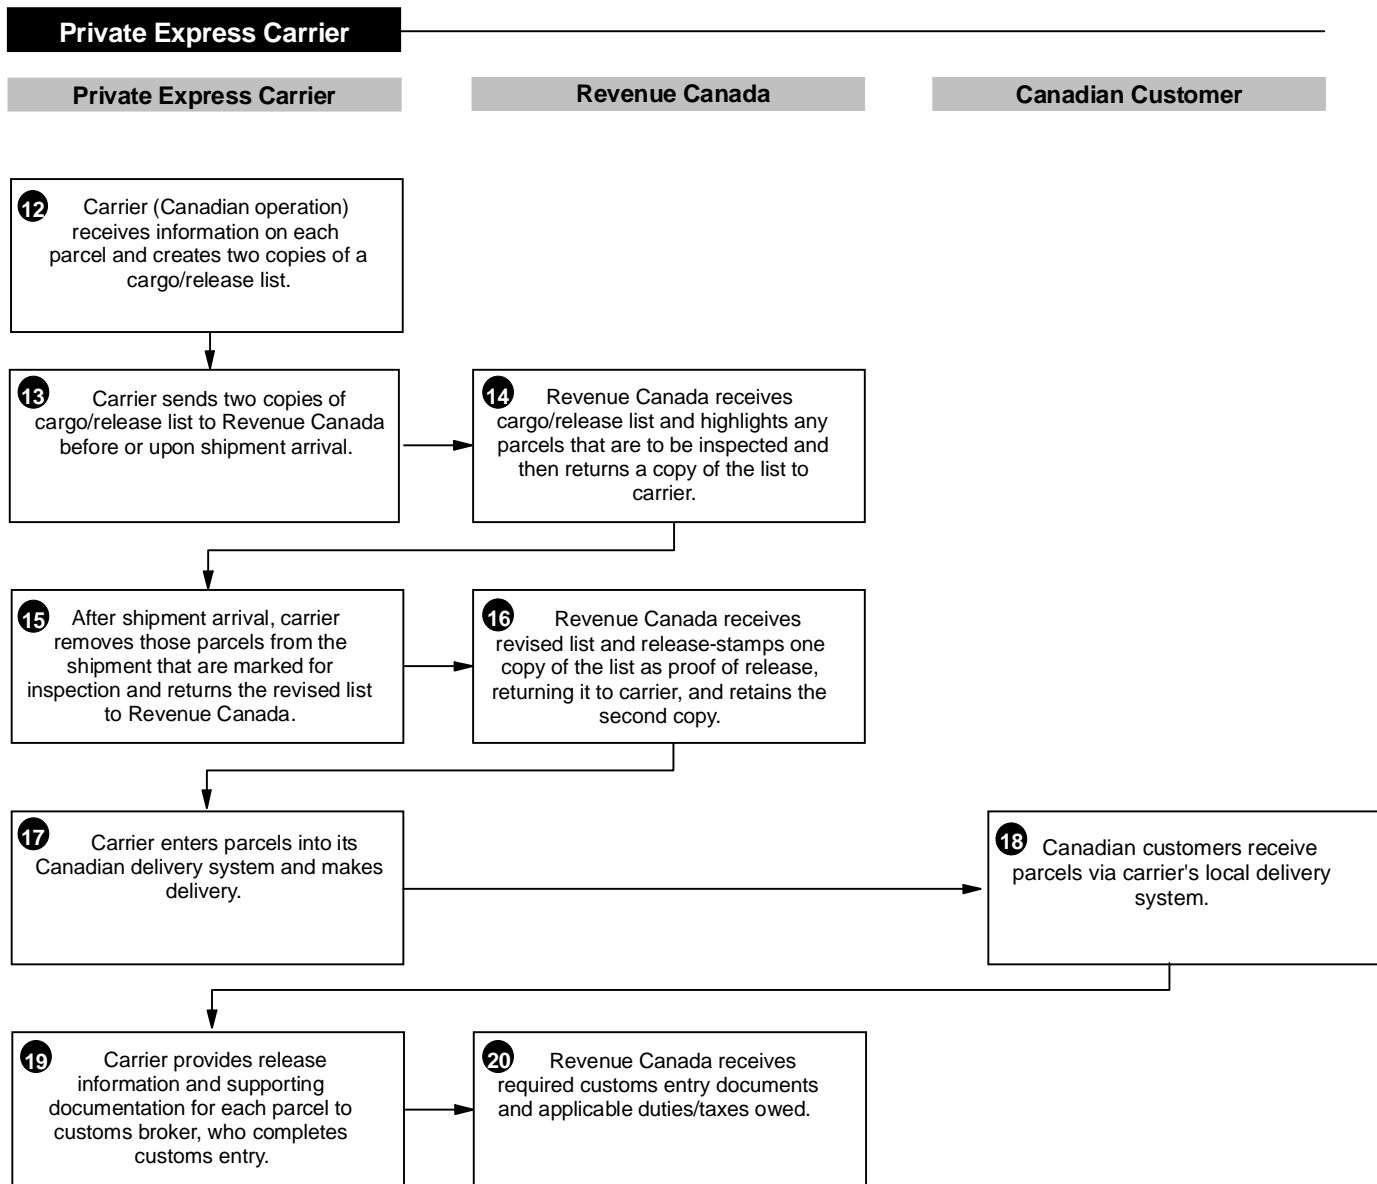 Private Express Carrier
Private Express Carrier
Revenue Canada
Canadian Customer
12
Carrier (Canadian operation)
receives information on each
parcel and creates two copies of a
cargo/release list.
13
Carrier sends two copies of
cargo/release list to Revenue Canada
before or upon shipment arrival.
14
Revenue Canada receives
cargo/release list and highlights any
parcels that are to be inspected and
then returns a copy of the list to
carrier.
15
After shipment arrival, carrier
removes those parcels from the
shipment that are marked for
inspection and returns the revised list
to Revenue Canada.
16
Revenue Canada receives
revised list and release-stamps one
copy of the list as proof of release,
returning it to carrier, and retains the
second copy.
17
Carrier enters parcels into its
Canadian delivery system and makes
delivery.
18
Canadian customers receive
parcels via carrier's local delivery
system.
19
Carrier provides release
information and supporting
documentation for each parcel to
customs broker, who completes
customs entry.
20
Revenue Canada receives
required customs entry documents
and applicable duties/taxes owed.